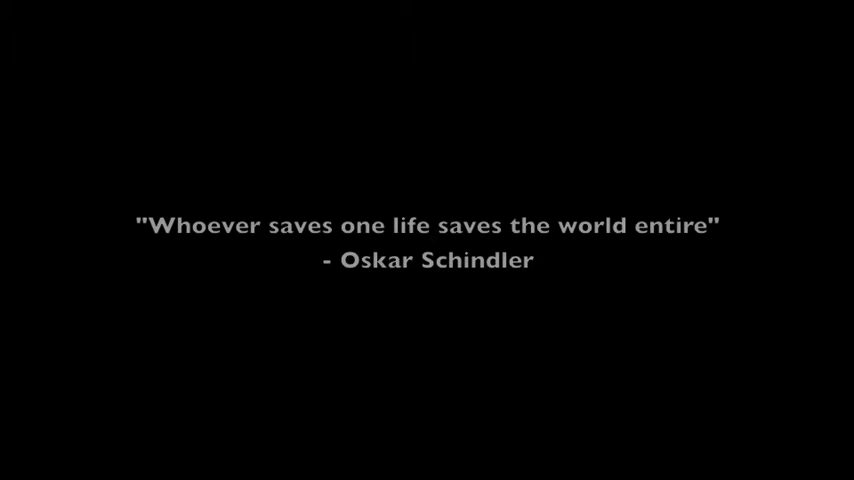 "Whoever saves one life saves the world entire"
- Oskar Schindler